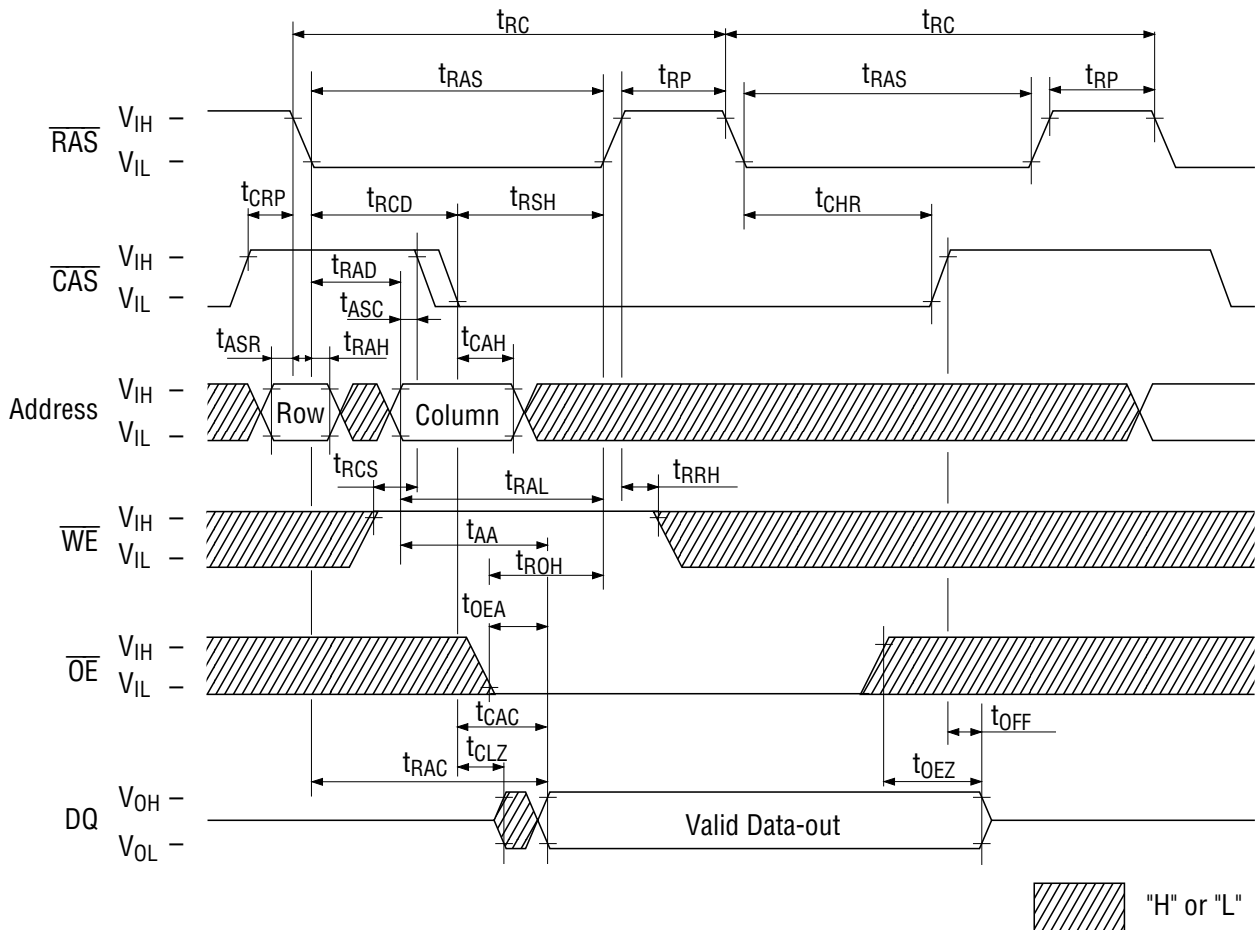 tRC tRC
tRAS tRP tRAS tRP
RAS VIH –
VIL –
tCRP tRCD tRSH tCHR
CAS VIH –
VIL –
tRAD
tASC
tASR tRAH tCAH
Address VIH –
VIL –
Row Column
tRCS tRAL tRRH
WE VIH –
VIL –
tAA
tROH
tOEA
OE VIH –
VIL –
tCAC tOFF
tCLZ
tRAC tOEZ
DQ VOH –
VOL –
Valid Data-out
"H" or "L"